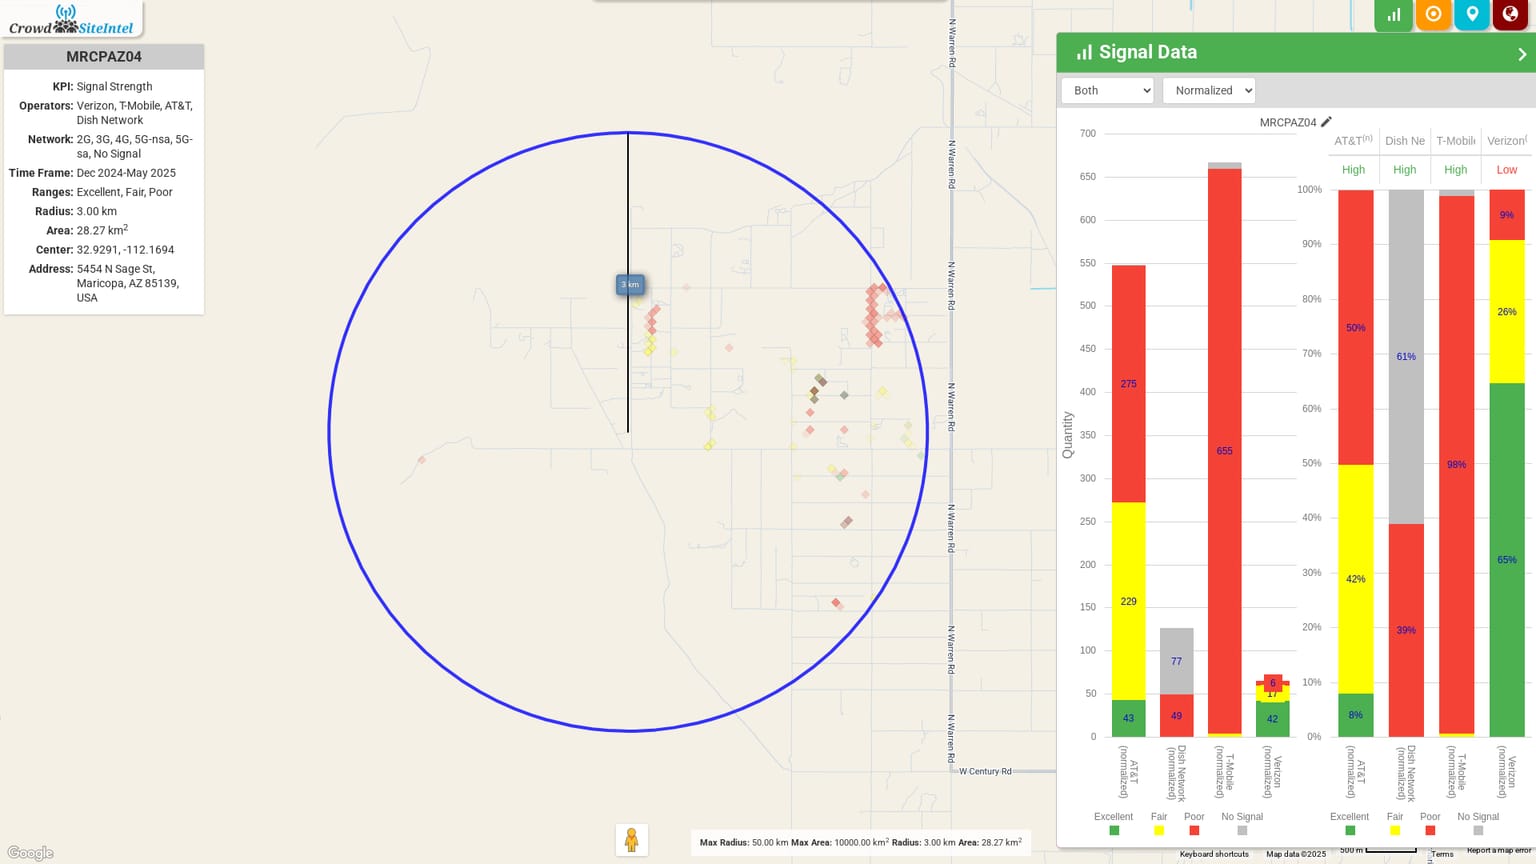 Crowd SiteIntel
MRCPAZ04
KPI: Signal Strength
Operators: Verizon, T-Mobile, AT&T,
Dish Network
Network: 2G, 3G, 4G, 5G-nsa, 5G-
sa, No Signal
Time Frame: Dec 2024-May 2025
Ranges: Excellent, Fair, Poor
Radius: 3.00 km
Area: 28.27 km2
Center: 32.9291, -112.1694
Address: 5454 N Sage St,
Maricopa, AZ 85139,
USA
3 km
N Warren Rd
N Warren Rd
N Warren Rd
N Warren Rd
N Warren Rd
N Warren Rd
N Warren Rd
W Century Rd
Google
Max Radius: 50.00 km Max Area: 10000.00 km2 Radius: 3.00 km Area: 28.27 km2
Signal Data
Both
Normalized
MRCPAZ04
700
650
600
550
500
450
400
350
300
250
200
150
100
50
0
Quantity
275
229
43
77
49
655
6
17
42
AT&T
(normalized)
Dish Network
(normalized)
T-Mobile
(normalized)
Verizon
(normalized)
Excellent
Fair
Poor
No Signal
AT&T(n)
Dish Ne
T-Mobile
Verizon(
High
High
High
Low
100%
90%
80%
70%
60%
50%
40%
30%
20%
10%
0%
50%
42%
8%
61%
39%
98%
9%
26%
65%
AT&T
(normalized)
Dish Network
(normalized)
T-Mobile
(normalized)
Verizon
(normalized)
Excellent
Fair
Poor
No Signal
Keyboard shortcuts
Map data ©2025
500 m
Terms
Report a map error